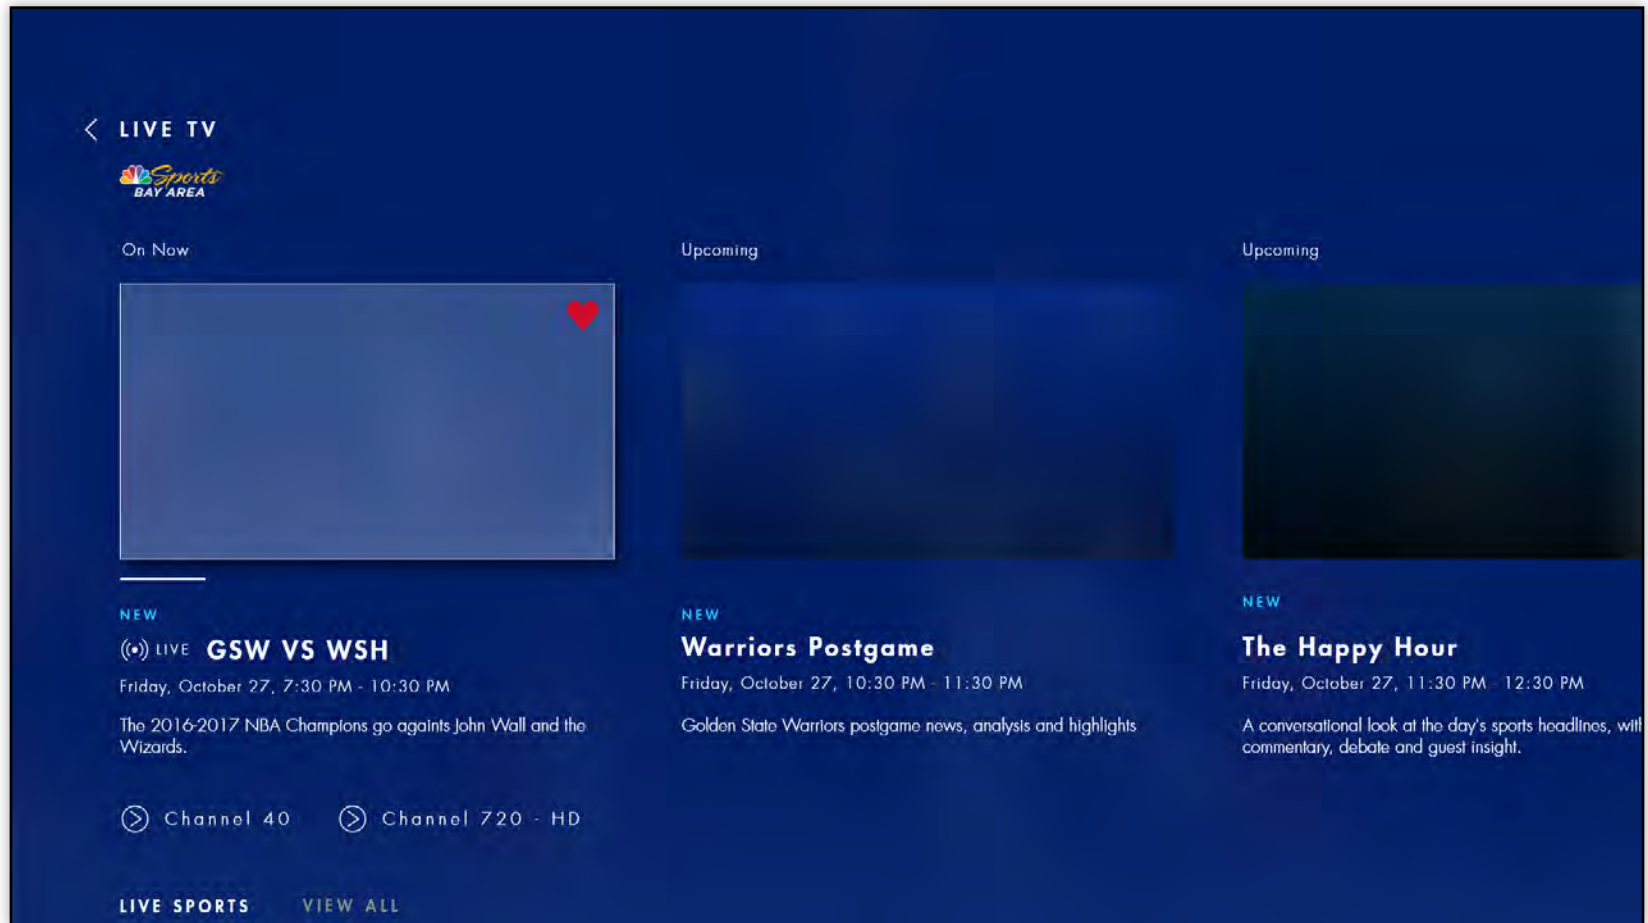 LIVE TV
Sports
BAY AREA
On Now
Upcoming
Upcoming
NEW
LIVE GSW VS WSH
Friday, October 27, 7:30 PM - 10:30 PM
The 2016-2017 NBA Champions go againts John Wall and the
Wizards.
Channel 40
Channel 720 - HD
NEW
Warriors Postgame
Friday, October 27, 10:30 PM - 11:30 PM
Golden State Warriors postgame news, analysis and highlights
NEW
The Happy Hour
Friday, October 27, 11:30 PM - 12:30 PM
A conversational look at the day's sports headlines, with
commentary, debate and guest insight.
LIVE SPORTS
VIEW ALL